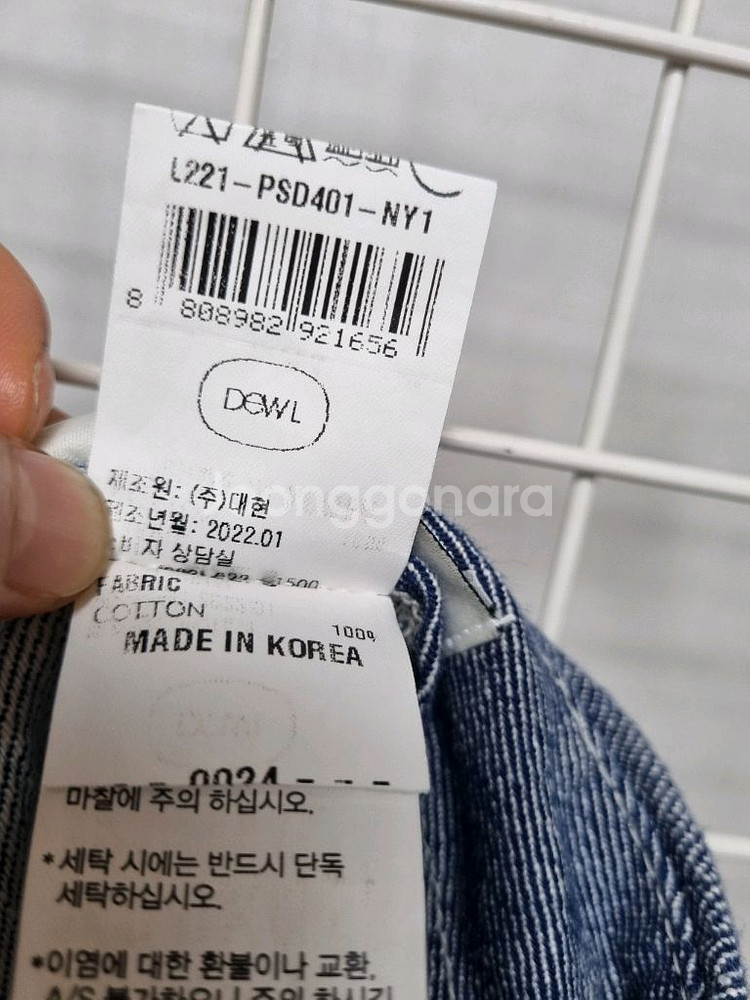 L221-PSD401-NY1
8 808982 921656
DEWL
joonggonara
제조원: (주)대현
제조년월: 2022.01
소비자 상담실
FABRIC
COTTON 100%
MADE IN KOREA
마찰에 주의 하십시오.
*세탁 시에는 반드시 단독
세탁하십시오.
*이염에 대한 환불이나 교환,